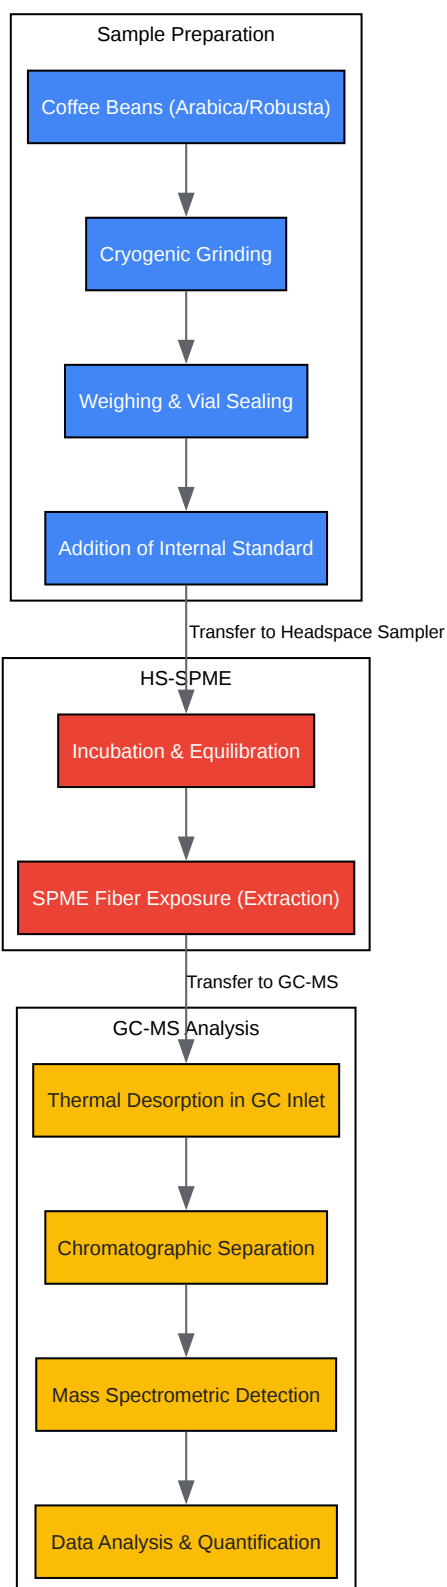 Sample Preparation
Coffee Beans (Arabica/Robusta)
Cryogenic Grinding
Weighing & Vial Sealing
Addition of Internal Standard
Transfer to Headspace Sampler
HS-SPME
Incubation & Equilibration
SPME Fiber Exposure (Extraction)
Transfer to GC-MS
GC-MS Analysis
Thermal Desorption in GC Inlet
Chromatographic Separation
Mass Spectrometric Detection
Data Analysis & Quantification